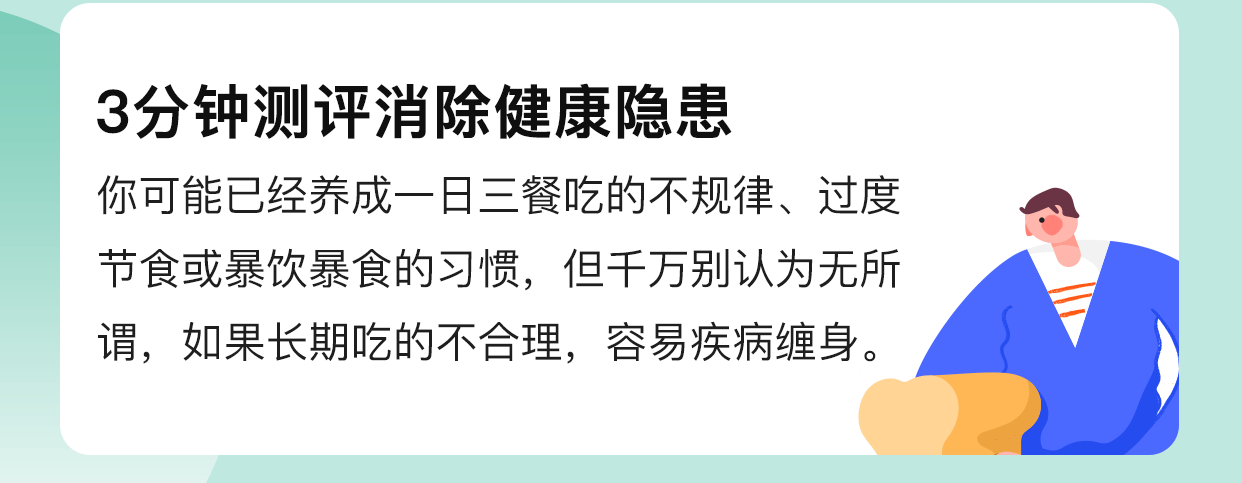 3分钟测评消除健康隐患
你可能已经养成一日三餐吃的不规律、过度
节食或暴饮暴食的习惯，但千万别认为无所
谓，如果长期吃的不合理，容易疾病缠身。